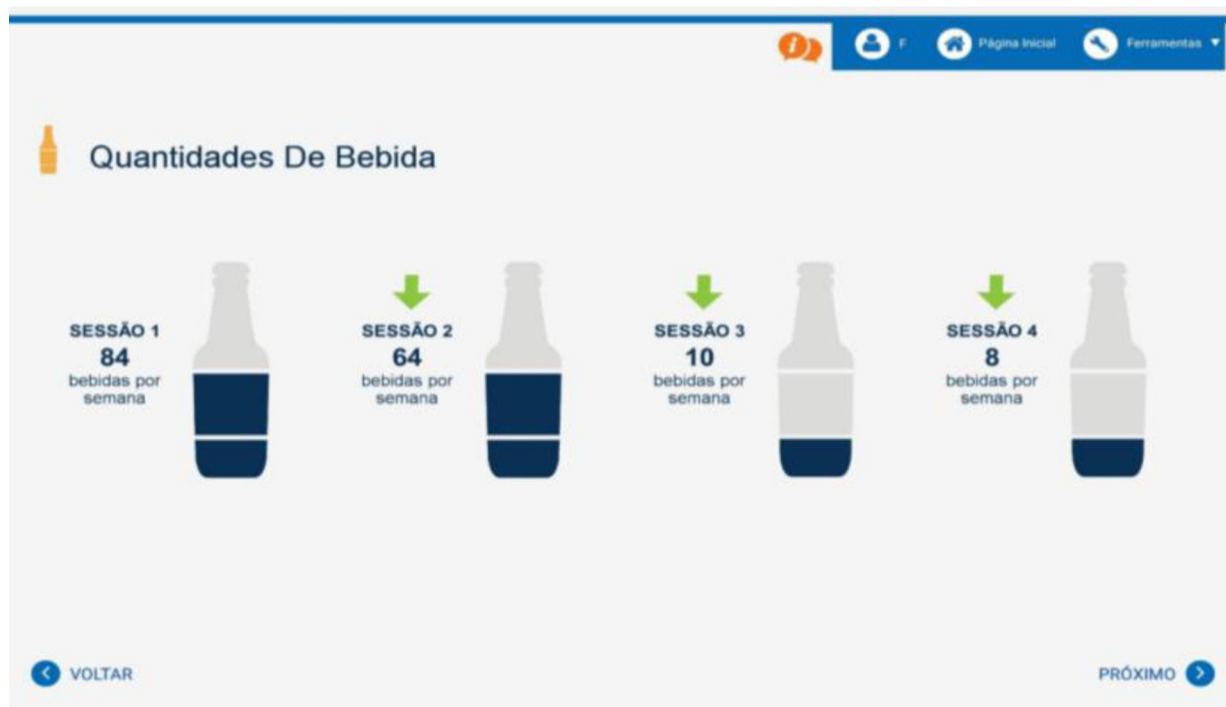 F
Página Inicial
Ferramentas
Quantidades De Bebida
SESSÃO 1
84
bebidas por
semana
SESSÃO 2
64
bebidas por
semana
SESSÃO 3
10
bebidas por
semana
SESSÃO 4
8
bebidas por
semana
VOLTAR
PRÓXIMO